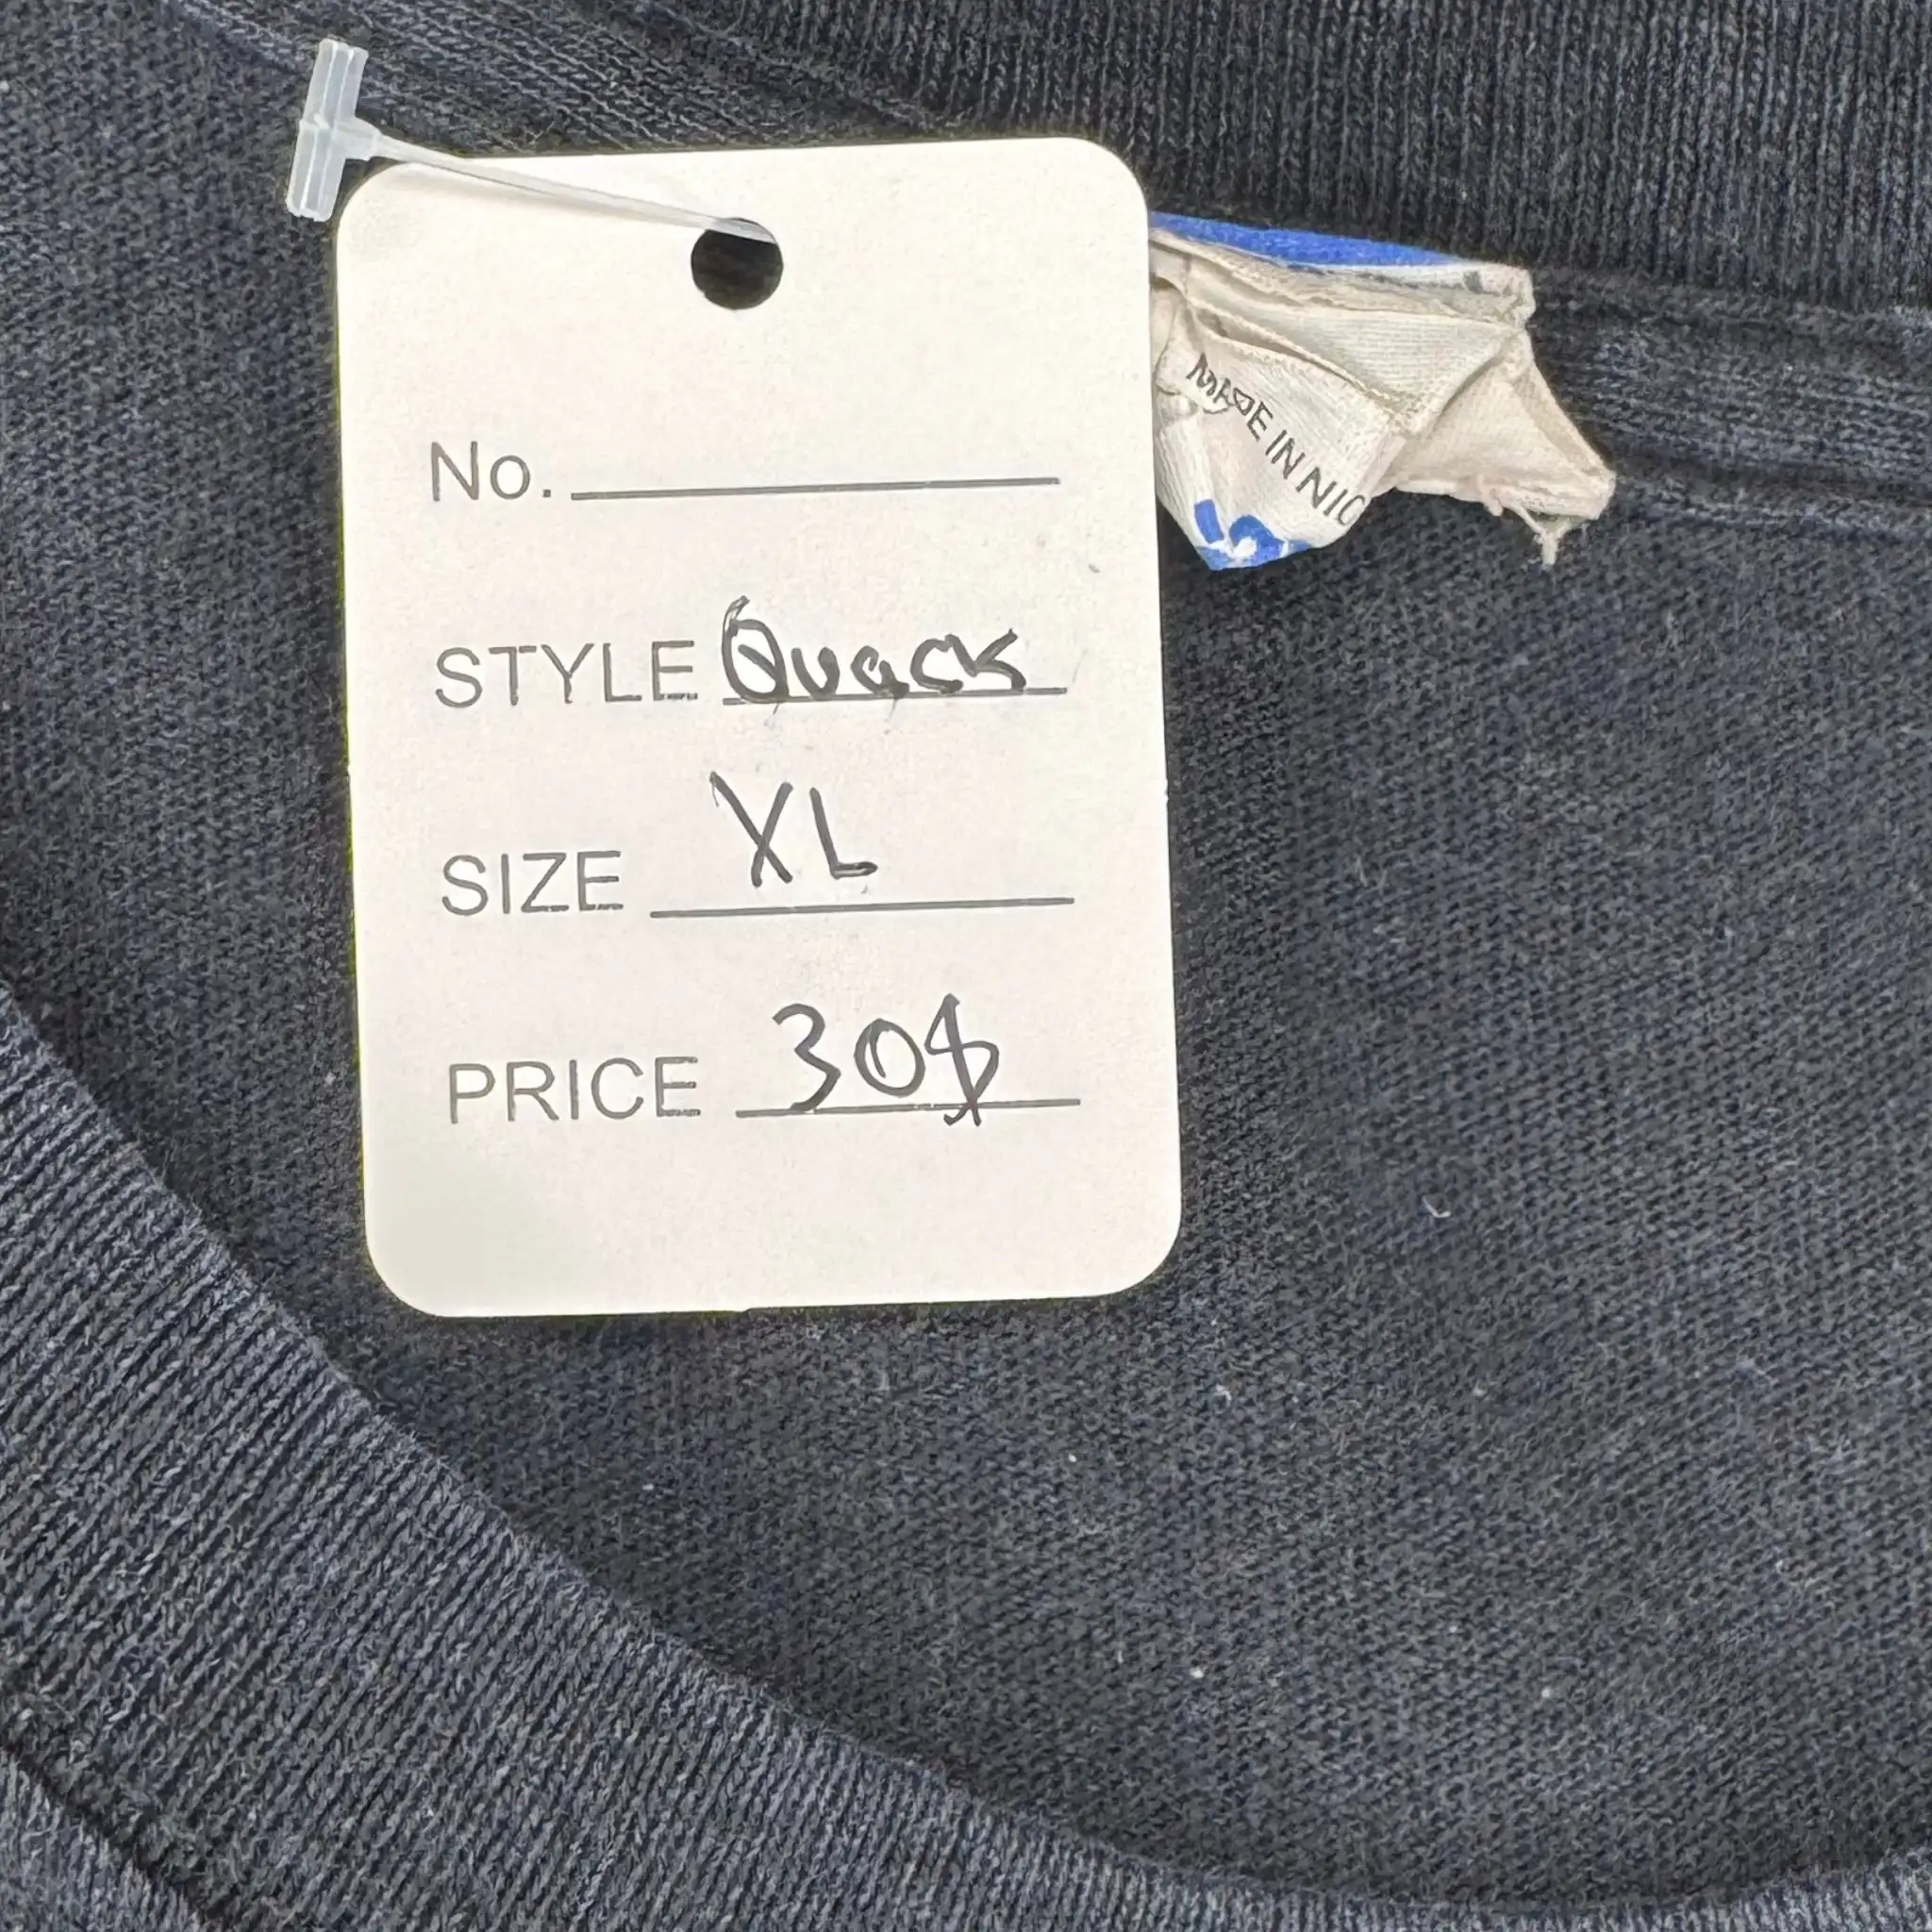 No.
STYLE Quack
SIZE XL
PRICE 30$
MADE IN NIC